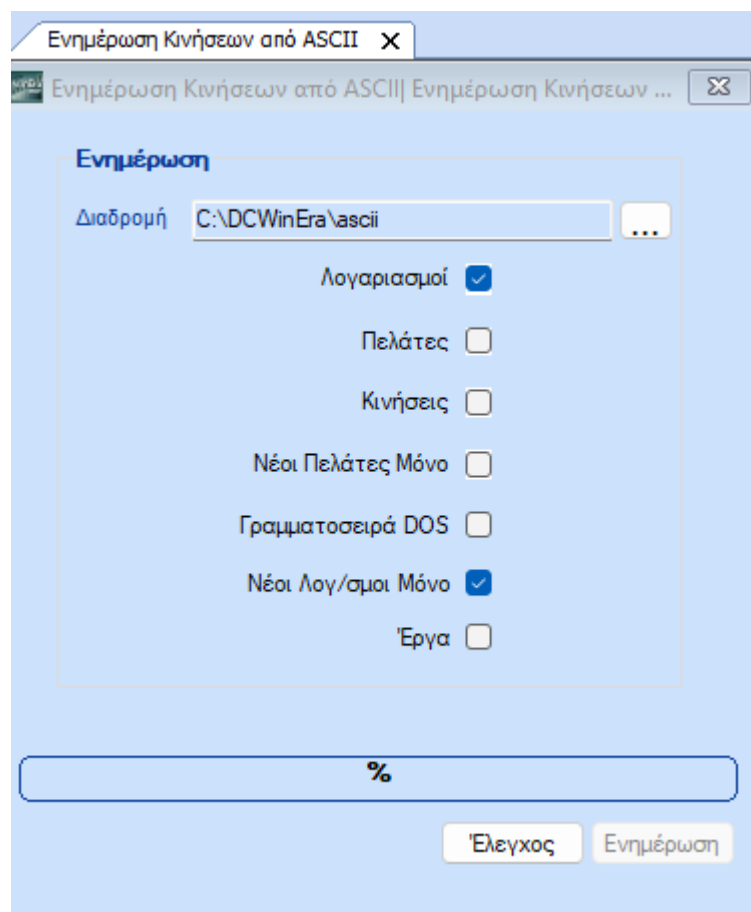 Ενημέρωση Κινήσεων από ASCII
Ενημέρωση Κινήσεων από ASCII| Ενημέρωση Κινήσεων ...
Ενημέρωση
Διαδρομή C:\DCWinEra\ascii ...
Λογαριασμοί
Πελάτες
Κινήσεις
Νέοι Πελάτες Μόνο
Γραμματοσειρά DOS
Νέοι Λογ/σμοι Μόνο
Έργα
%
Έλεγχος Ενημέρωση